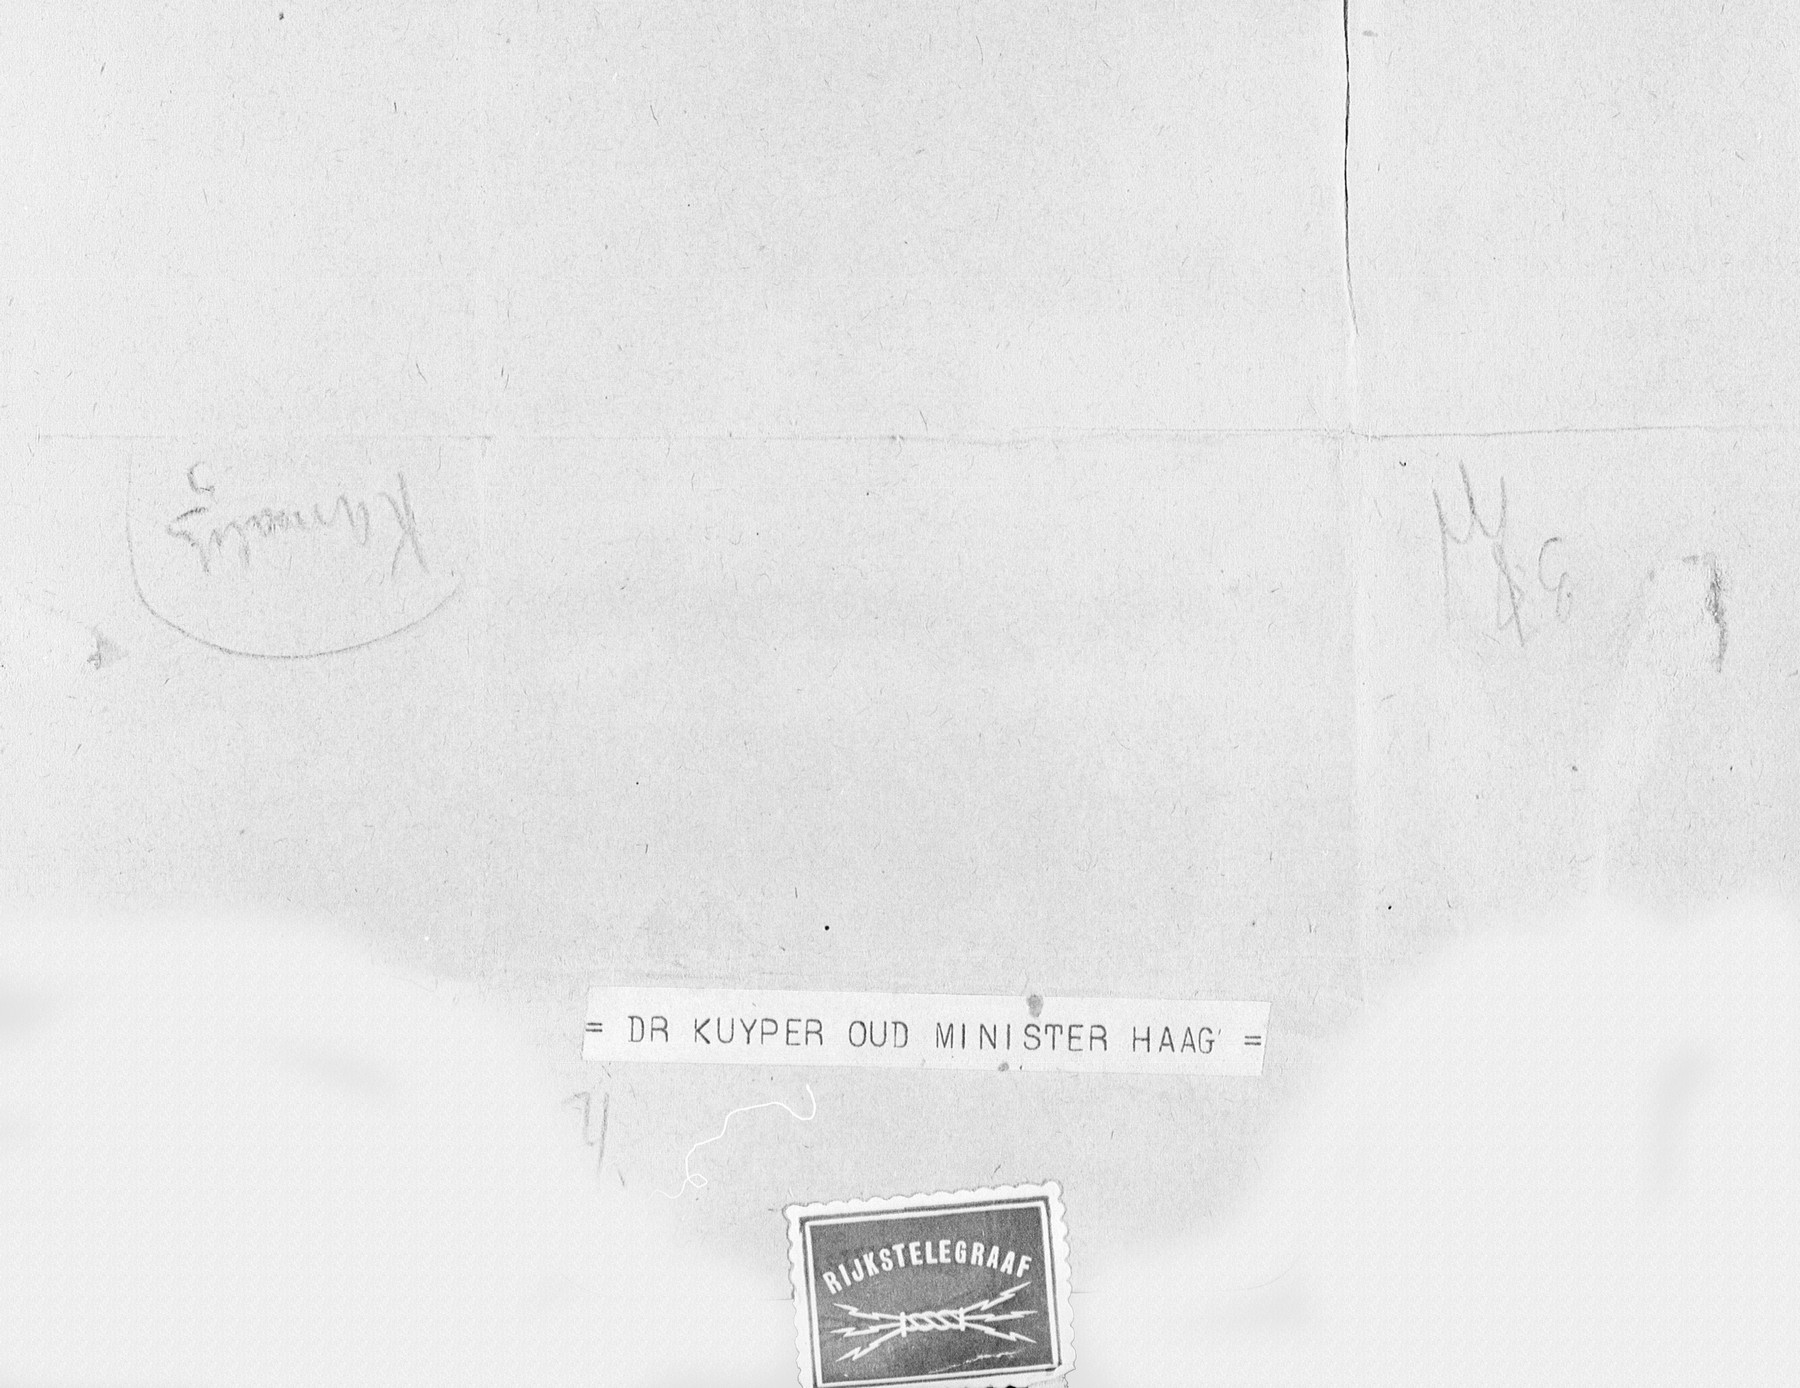 = DR KUYPER OUD MINISTER HAAG' =
RIJKSTELEGRAAF